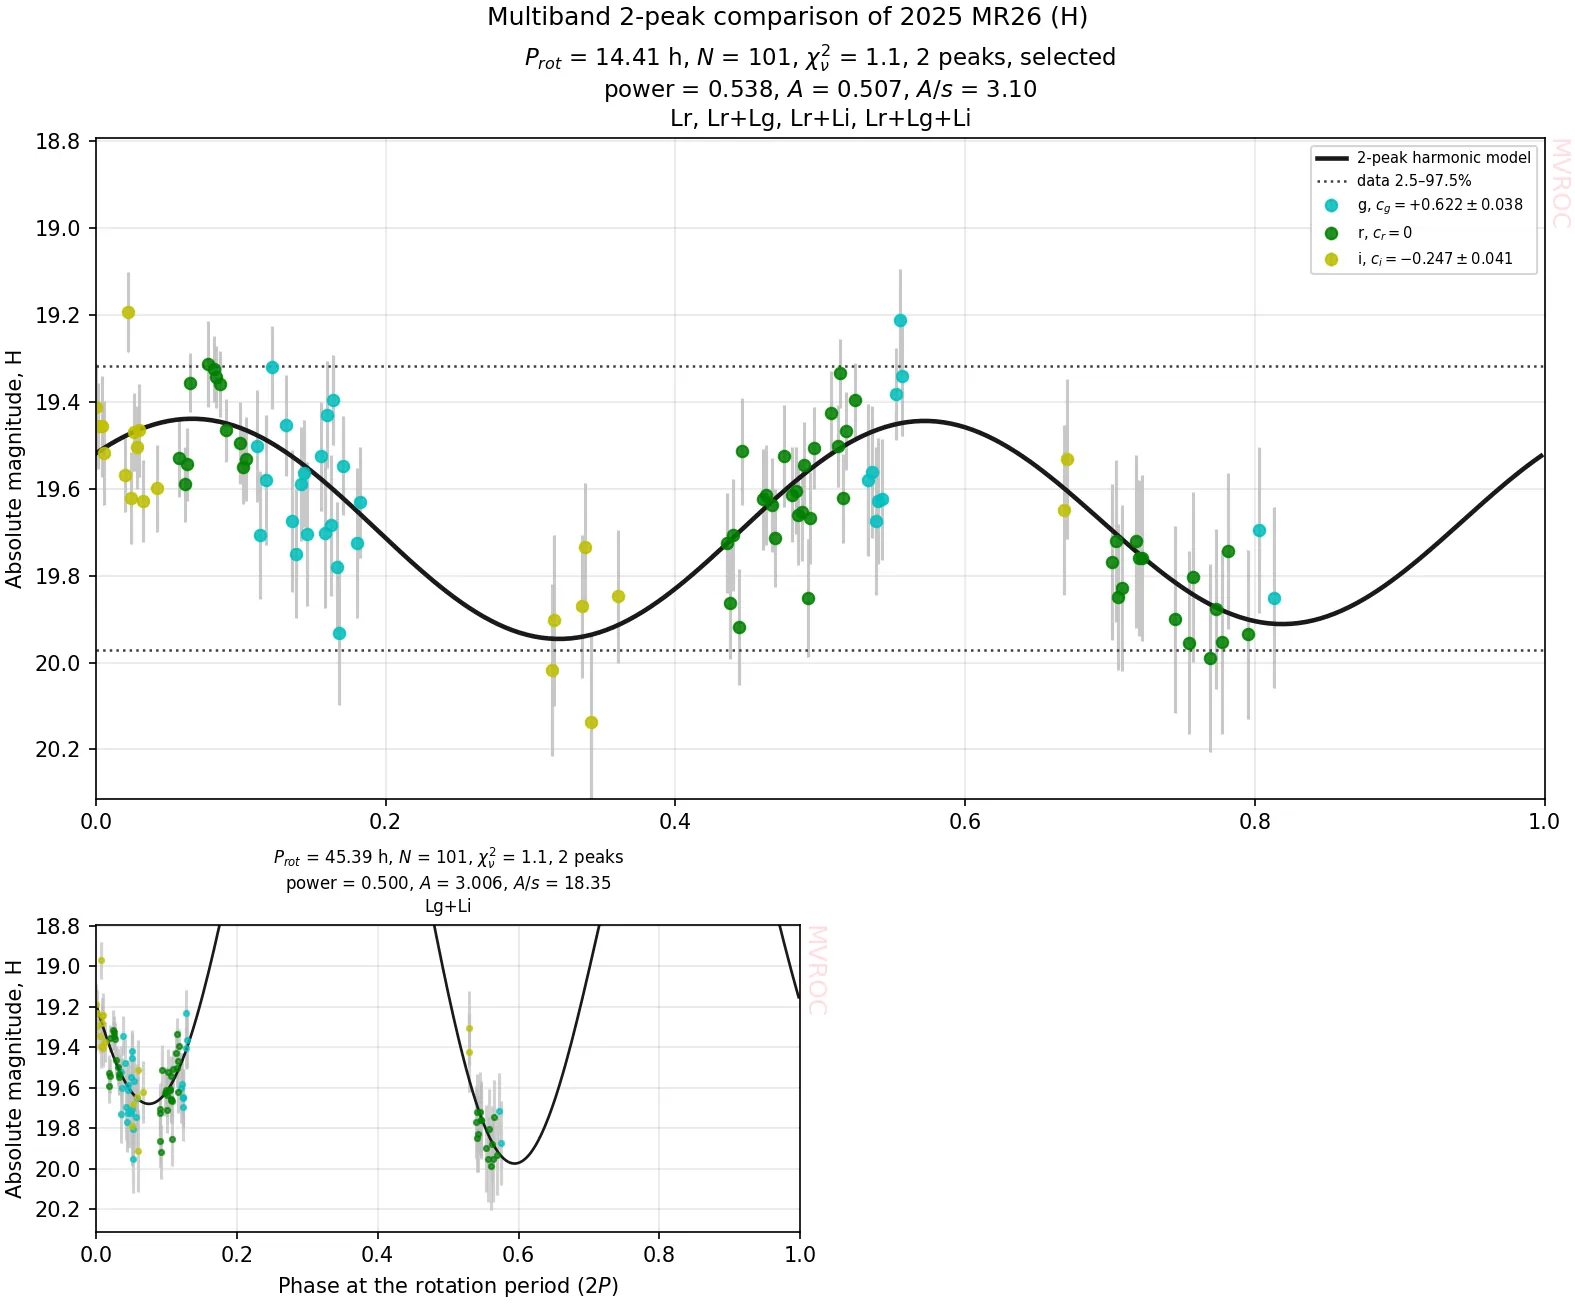 Multiband 2-peak comparison of 2025 MR26 (H)
P_rot = 14.41 h, N = 101, χ²_ν = 1.1, 2 peaks, selected
power = 0.538, A = 0.507, A/s = 3.10
Lr, Lr+Lg, Lr+Li, Lr+Lg+Li
Absolute magnitude, H
18.8
19.0
19.2
19.4
19.6
19.8
20.0
20.2
0.0 0.2 0.4 0.6 0.8 1.0
2-peak harmonic model
data 2.5–97.5%
g, c_g = +0.622 ± 0.038
r, c_r = 0
i, c_i = −0.247 ± 0.041
MVROC
P_rot = 45.39 h, N = 101, χ²_ν = 1.1, 2 peaks
power = 0.500, A = 3.006, A/s = 18.35
Lg+Li
Absolute magnitude, H
18.8
19.0
19.2
19.4
19.6
19.8
20.0
20.2
0.0 0.2 0.4 0.6 0.8 1.0
Phase at the rotation period (2P)
MVROC